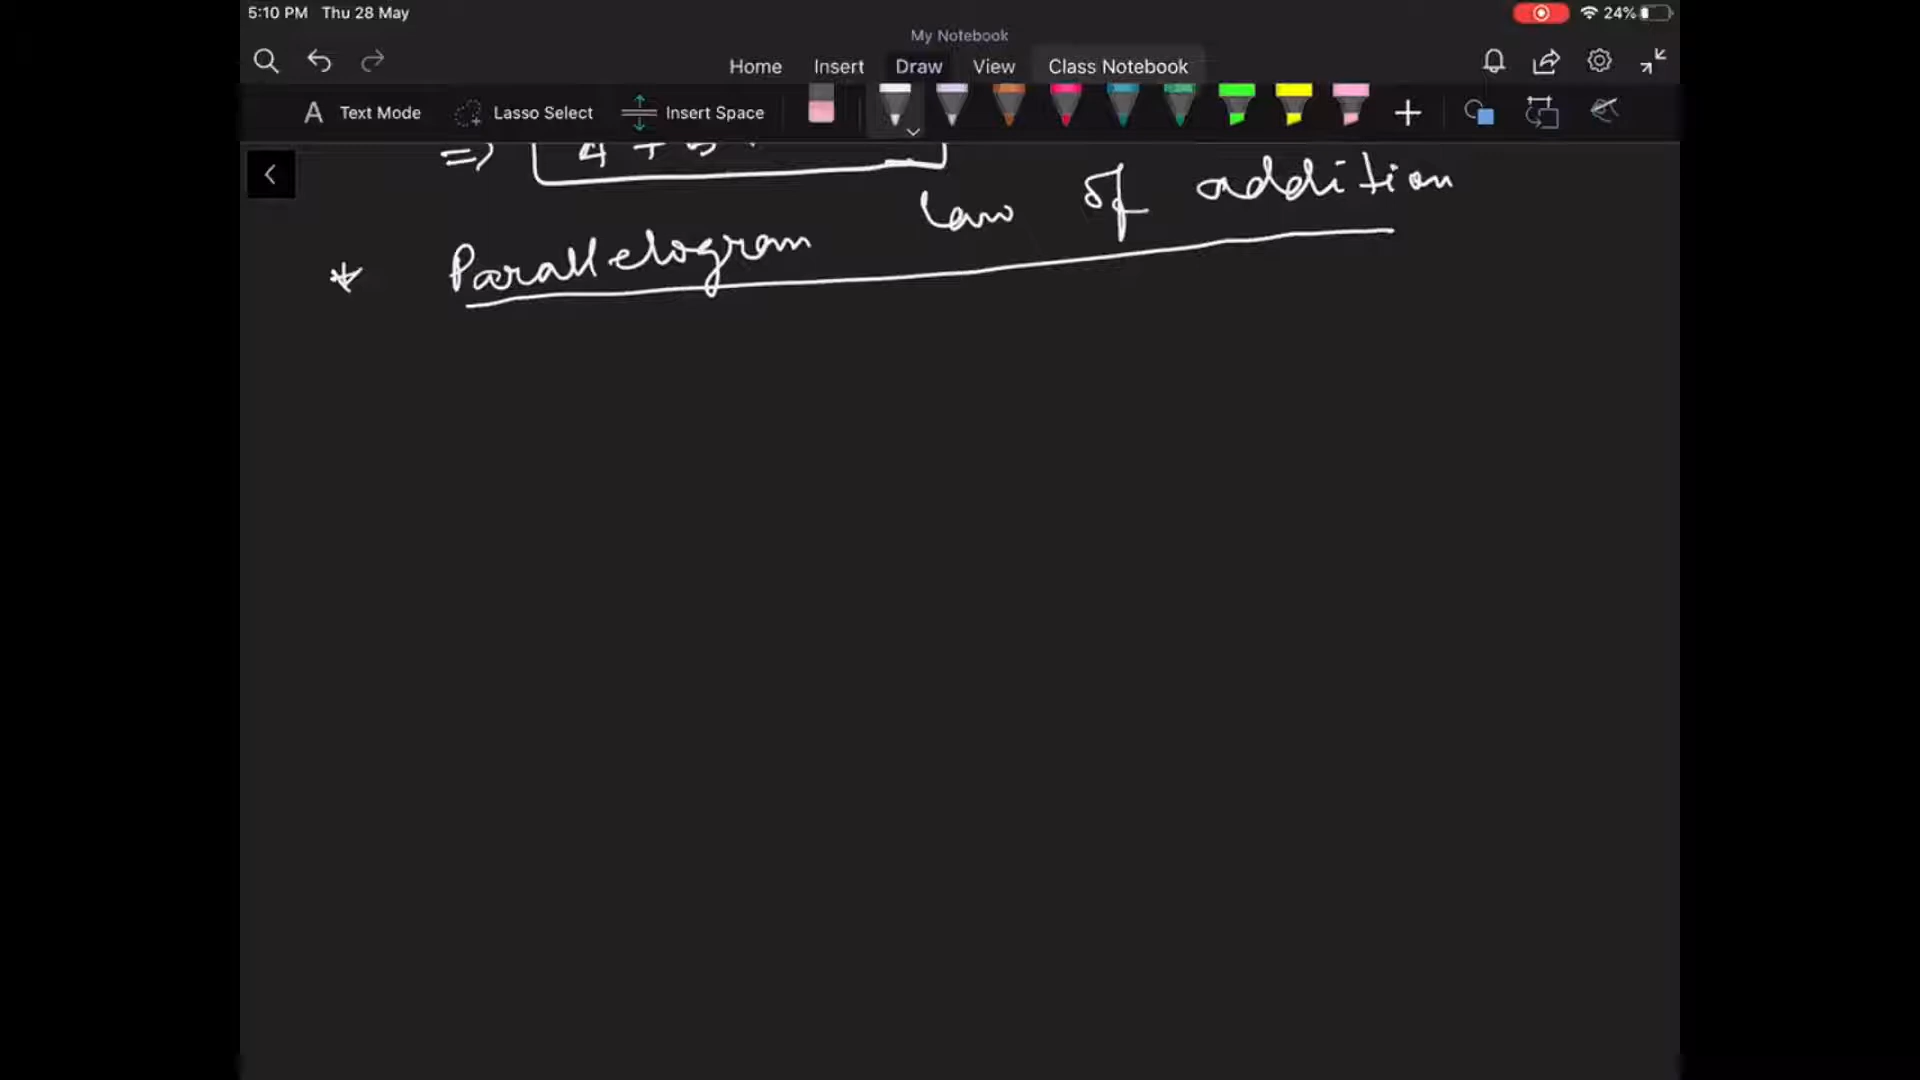 5:10 PM Thu 28 May
24%
My Notebook
Home Insert Draw View Class Notebook
A Text Mode Lasso Select Insert Space
=>
* Parallelogram law of addition